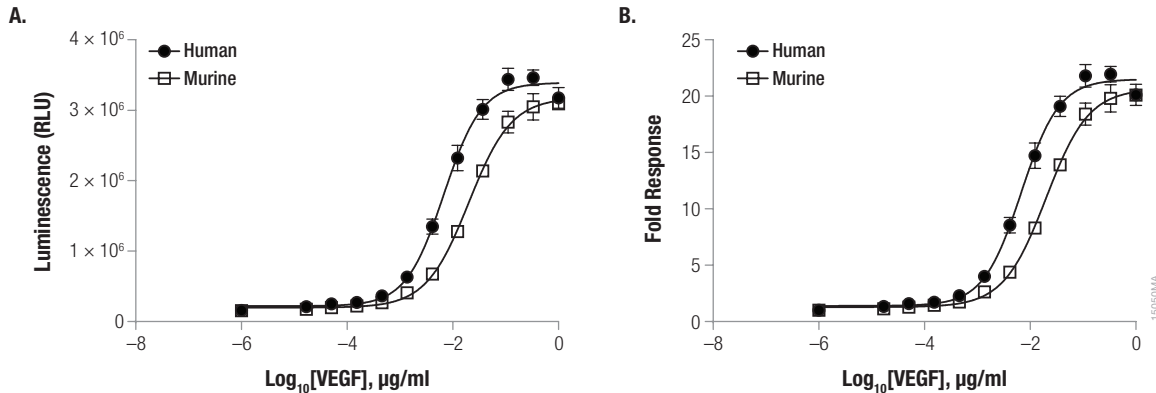 A.
4 × 10⁶
3 × 10⁶
2 × 10⁶
1 × 10⁶
0
Luminescence (RLU)
Human
Murine
–8
–6
–4
–2
0
Log₁₀[VEGF], µg/ml
B.
25
20
15
10
5
0
Fold Response
Human
Murine
–8
–6
–4
–2
0
Log₁₀[VEGF], µg/ml
15050MA